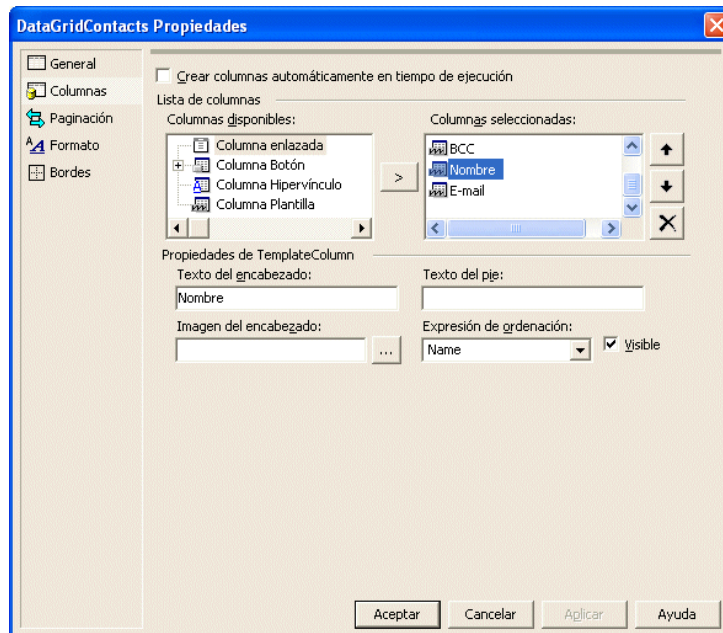 DataGridContacts Propiedades
General
Columnas
Paginación
Formato
Bordes
Crear columnas automáticamente en tiempo de ejecución
Lista de columnas
Columnas disponibles:
Columna enlazada
Columna Botón
Columna Hipervínculo
Columna Plantilla
>
Columnas seleccionadas:
BCC
Nombre
E-mail
Propiedades de TemplateColumn
Texto del encabezado:
Texto del pie:
Nombre
Imagen del encabezado:
Expresión de ordenación:
...
Name
Visible
Aceptar
Cancelar
Aplicar
Ayuda